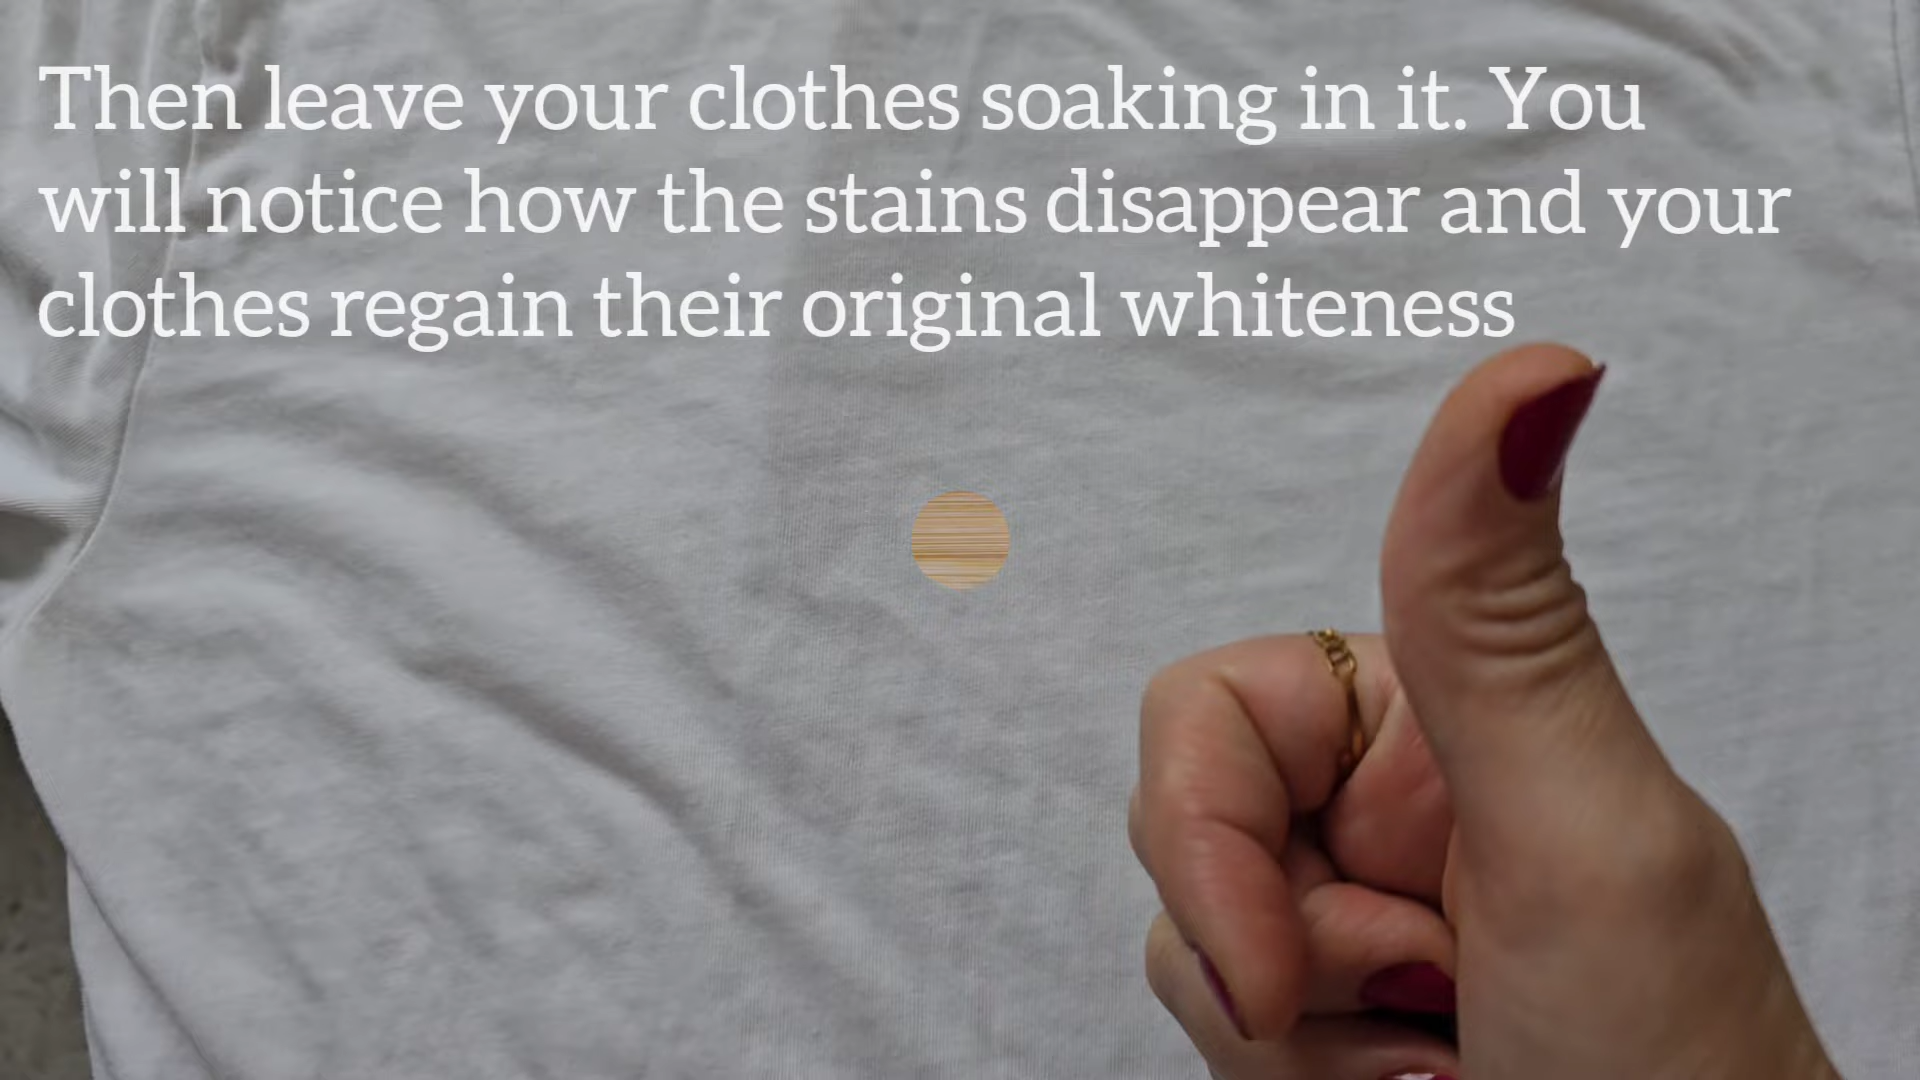 Then leave your clothes soaking in it. You
will notice how the stains disappear and your
clothes regain their original whiteness